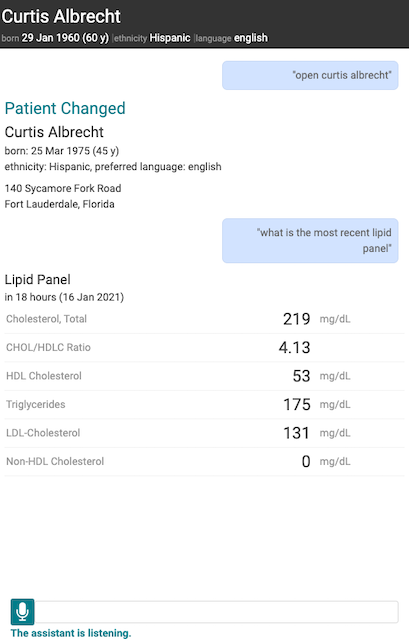 Curtis Albrecht
born 29 Jan 1960 (60 y) |ethnicity Hispanic |language english
"open curtis albrecht"
Patient Changed
Curtis Albrecht
born: 25 Mar 1975 (45 y)
ethnicity: Hispanic, preferred language: english
140 Sycamore Fork Road
Fort Lauderdale, Florida
"what is the most recent lipid
panel"
Lipid Panel
in 18 hours (16 Jan 2021)
Cholesterol, Total 219 mg/dL
CHOL/HDLC Ratio 4.13
HDL Cholesterol 53 mg/dL
Triglycerides 175 mg/dL
LDL-Cholesterol 131 mg/dL
Non-HDL Cholesterol 0 mg/dL
The assistant is listening.